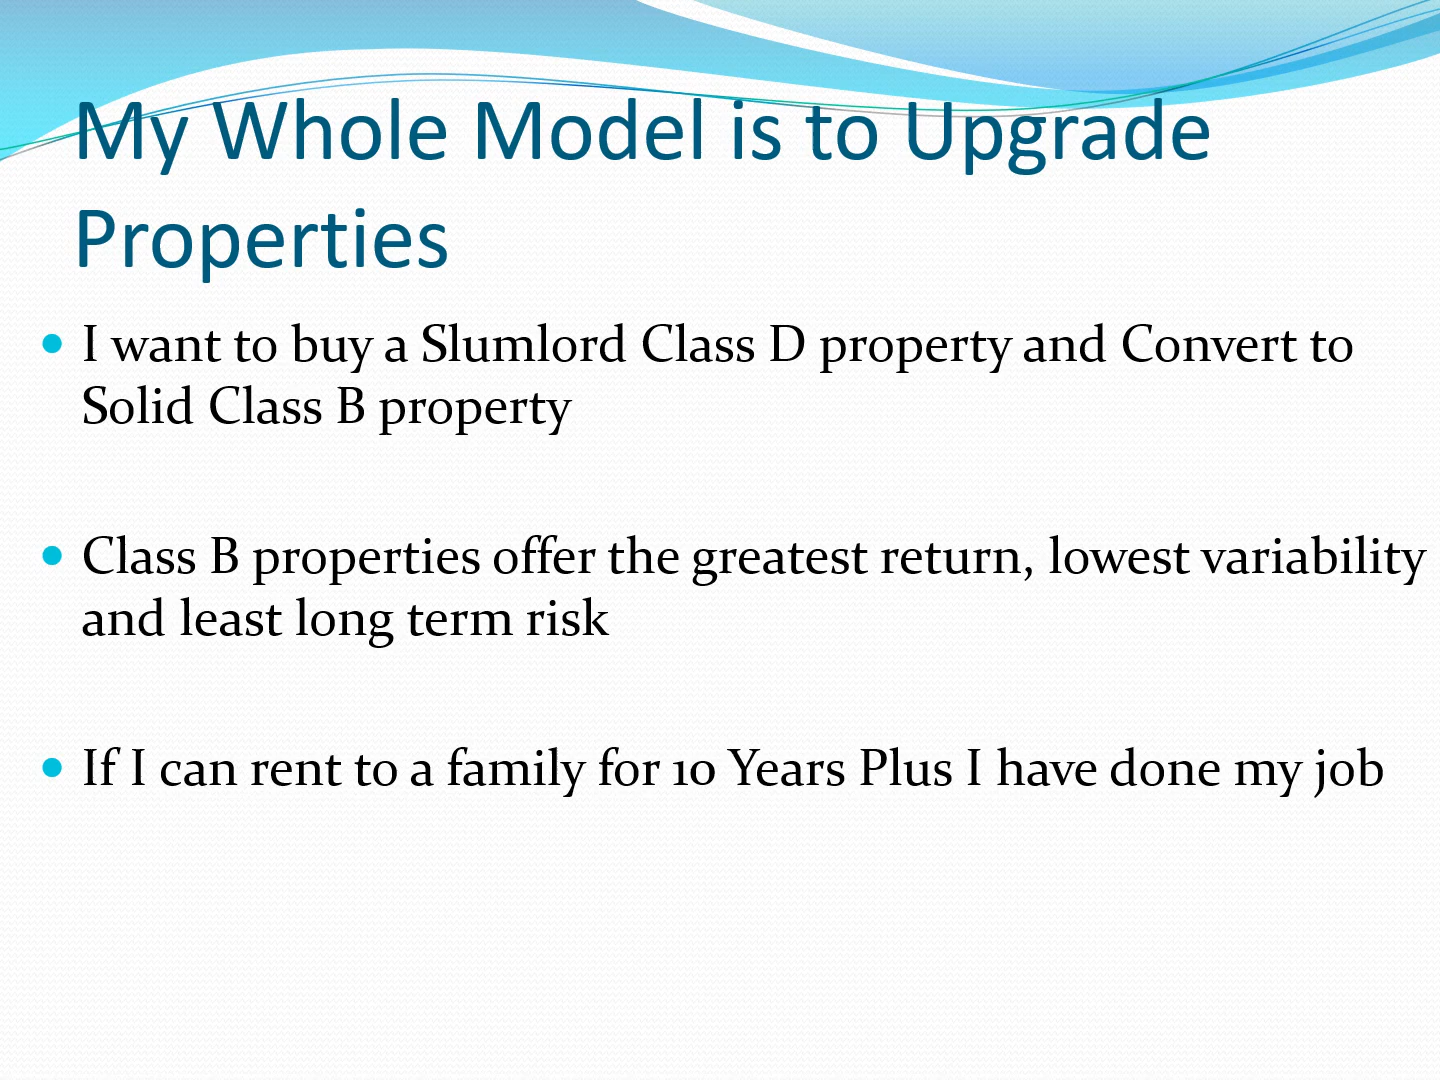 My Whole Model is to Upgrade
Properties
• I want to buy a Slumlord Class D property and Convert to
Solid Class B property
• Class B properties offer the greatest return, lowest variability
and least long term risk
• If I can rent to a family for 10 Years Plus I have done my job